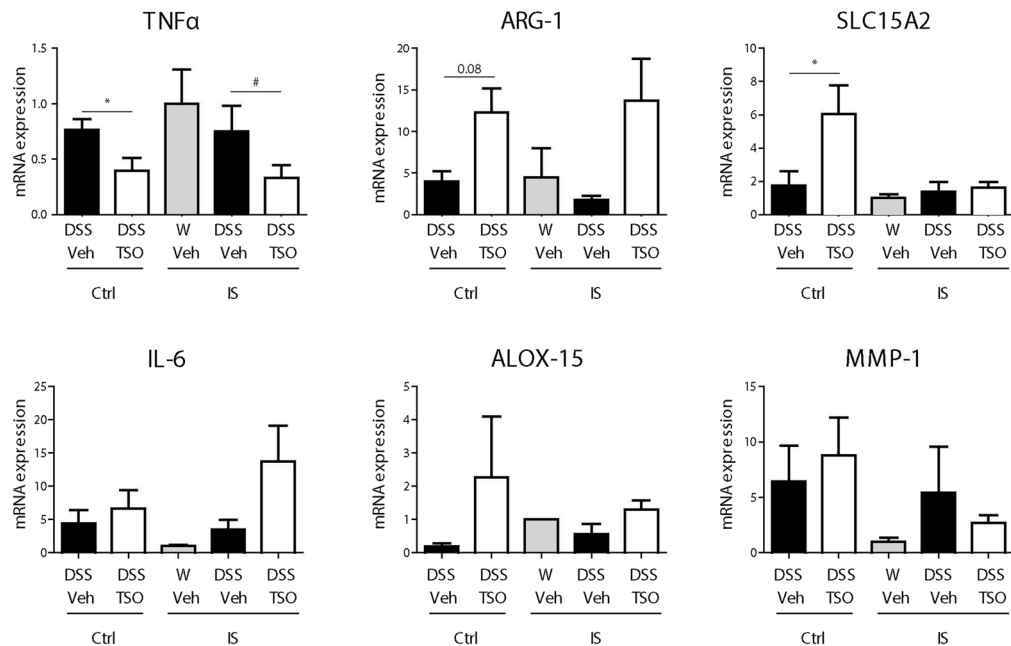 TNFα
mRNA expression
1.5
1.0
0.5
0.0
*
#
DSS DSS W DSS DSS
Veh TSO Veh Veh TSO
Ctrl IS
ARG-1
mRNA expression
20
15
10
5
0
0.08
DSS DSS W DSS DSS
Veh TSO Veh Veh TSO
Ctrl IS
SLC15A2
mRNA expression
10
8
6
4
2
0
*
DSS DSS W DSS DSS
Veh TSO Veh Veh TSO
Ctrl IS
IL-6
mRNA expression
25
20
15
10
5
0
DSS DSS W DSS DSS
Veh TSO Veh Veh TSO
Ctrl IS
ALOX-15
mRNA expression
5
4
3
2
1
0
DSS DSS W DSS DSS
Veh TSO Veh Veh TSO
Ctrl IS
MMP-1
mRNA expression
15
10
5
0
DSS DSS W DSS DSS
Veh TSO Veh Veh TSO
Ctrl IS